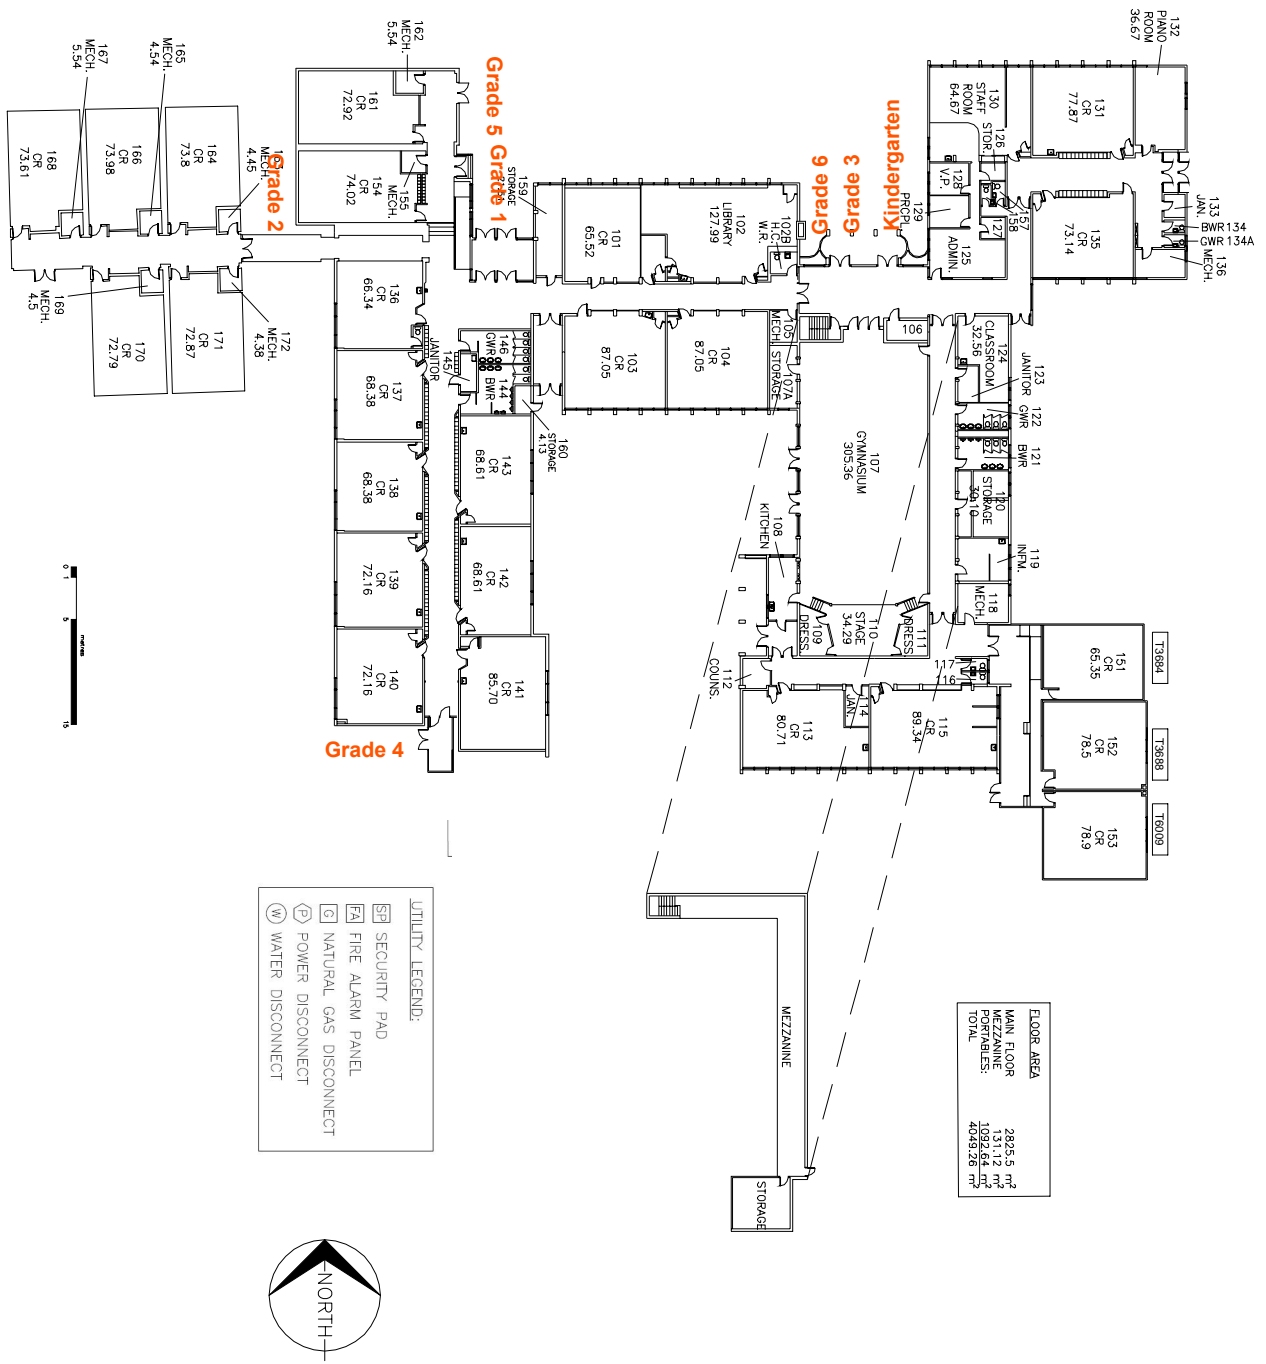 132
PIANO
ROOM
36.67
162
MECH.
5.54
167
MECH.
5.54
165
MECH.
4.54
161
CR
72.92
168
CR
73.61
166
CR
73.98
164
CR
73.8
MECH.
4.45
Grade 2
154
CR
74.02
155
MECH.
Grade 5
Grade 1
159
STORAGE
101
CR
65.52
102
LIBRARY
127.99
102B
H.C.
W.R.
Grade 6
Grade 3
Kindergarten
130
STAFF
ROOM
64.67
126
STOR.
131
CR
77.87
128
V.P.
129
PRCPL
157
158
127
125
ADMIN.
135
CR
73.14
133
JAN.
BWR134
GWR 134A
136
MECH.
169
MECH.
4.5
172
MECH.
4.38
170
CR
72.79
171
CR
72.87
136
CR
66.34
137
CR
68.38
138
CR
68.38
139
CR
72.16
140
CR
72.16
Grade 4
JANITOR
145
146
GWR
144
BWR
160
STORAGE
4.13
143
CR
68.61
142
CR
68.61
141
CR
85.70
103
CR
87.05
104
CR
87.05
105
MECH.
107A
STORAGE
106
107
GYMNASIUM
305.36
108
KITCHEN
109
DRESS.
110
STAGE
34.29
111
DRESS.
112
COUNS.
113
CR
80.71
114
JAN.
115
CR
89.34
117
116
124
CLASSROOM
32.56
123
JANITOR
122
GWR
121
BWR
120
STORAGE
30.10
119
INFM.
118
MECH.
151
CR
65.35
T3684
152
CR
78.5
T3688
153
CR
78.9
T6009
0 1 5 15
metres
MEZZANINE
STORAGE
UTILITY LEGEND:
SP SECURITY PAD
FA FIRE ALARM PANEL
G NATURAL GAS DISCONNECT
P POWER DISCONNECT
W WATER DISCONNECT
FLOOR AREA
MAIN FLOOR 2825.5 m²
MEZZANINE 131.12 m²
PORTABLES: 1092.64 m²
TOTAL 4049.26 m²
NORTH